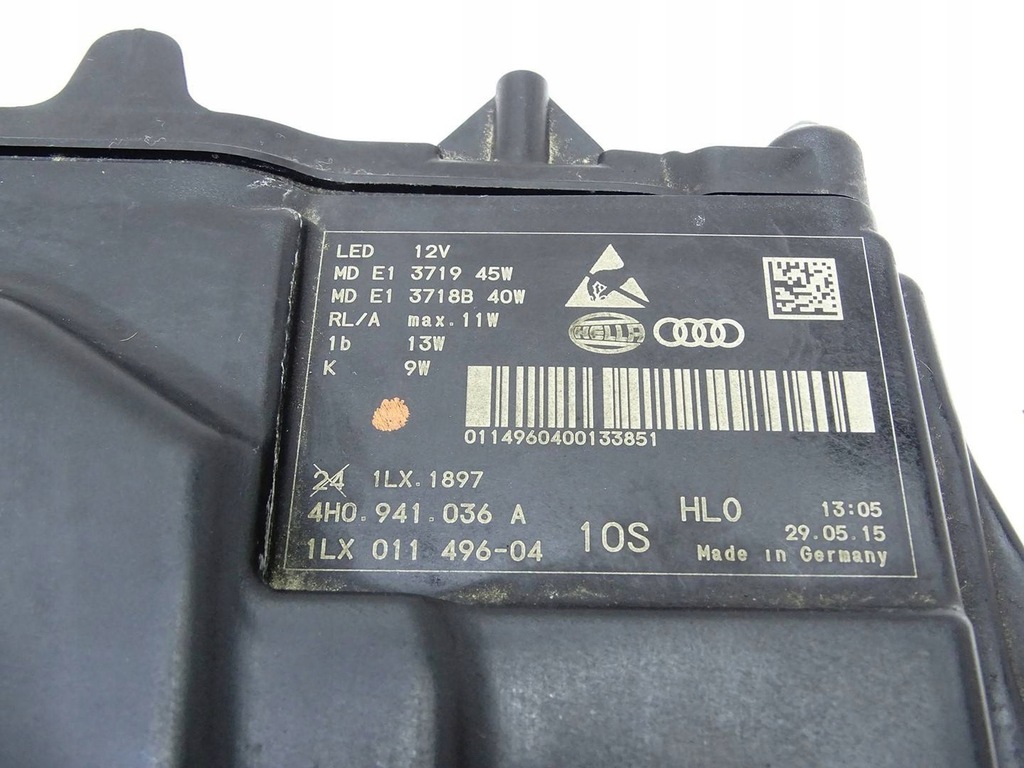 LED 12V
MD E1 3719 45W
MD E1 3718B 40W
RL/A max.11W
1b 13W
K 9W
HELLA
0114960400133851
24 1LX.1897
4H0.941.036 A
1LX 011 496-04
10S
HL0
13:05
29.05.15
Made in Germany